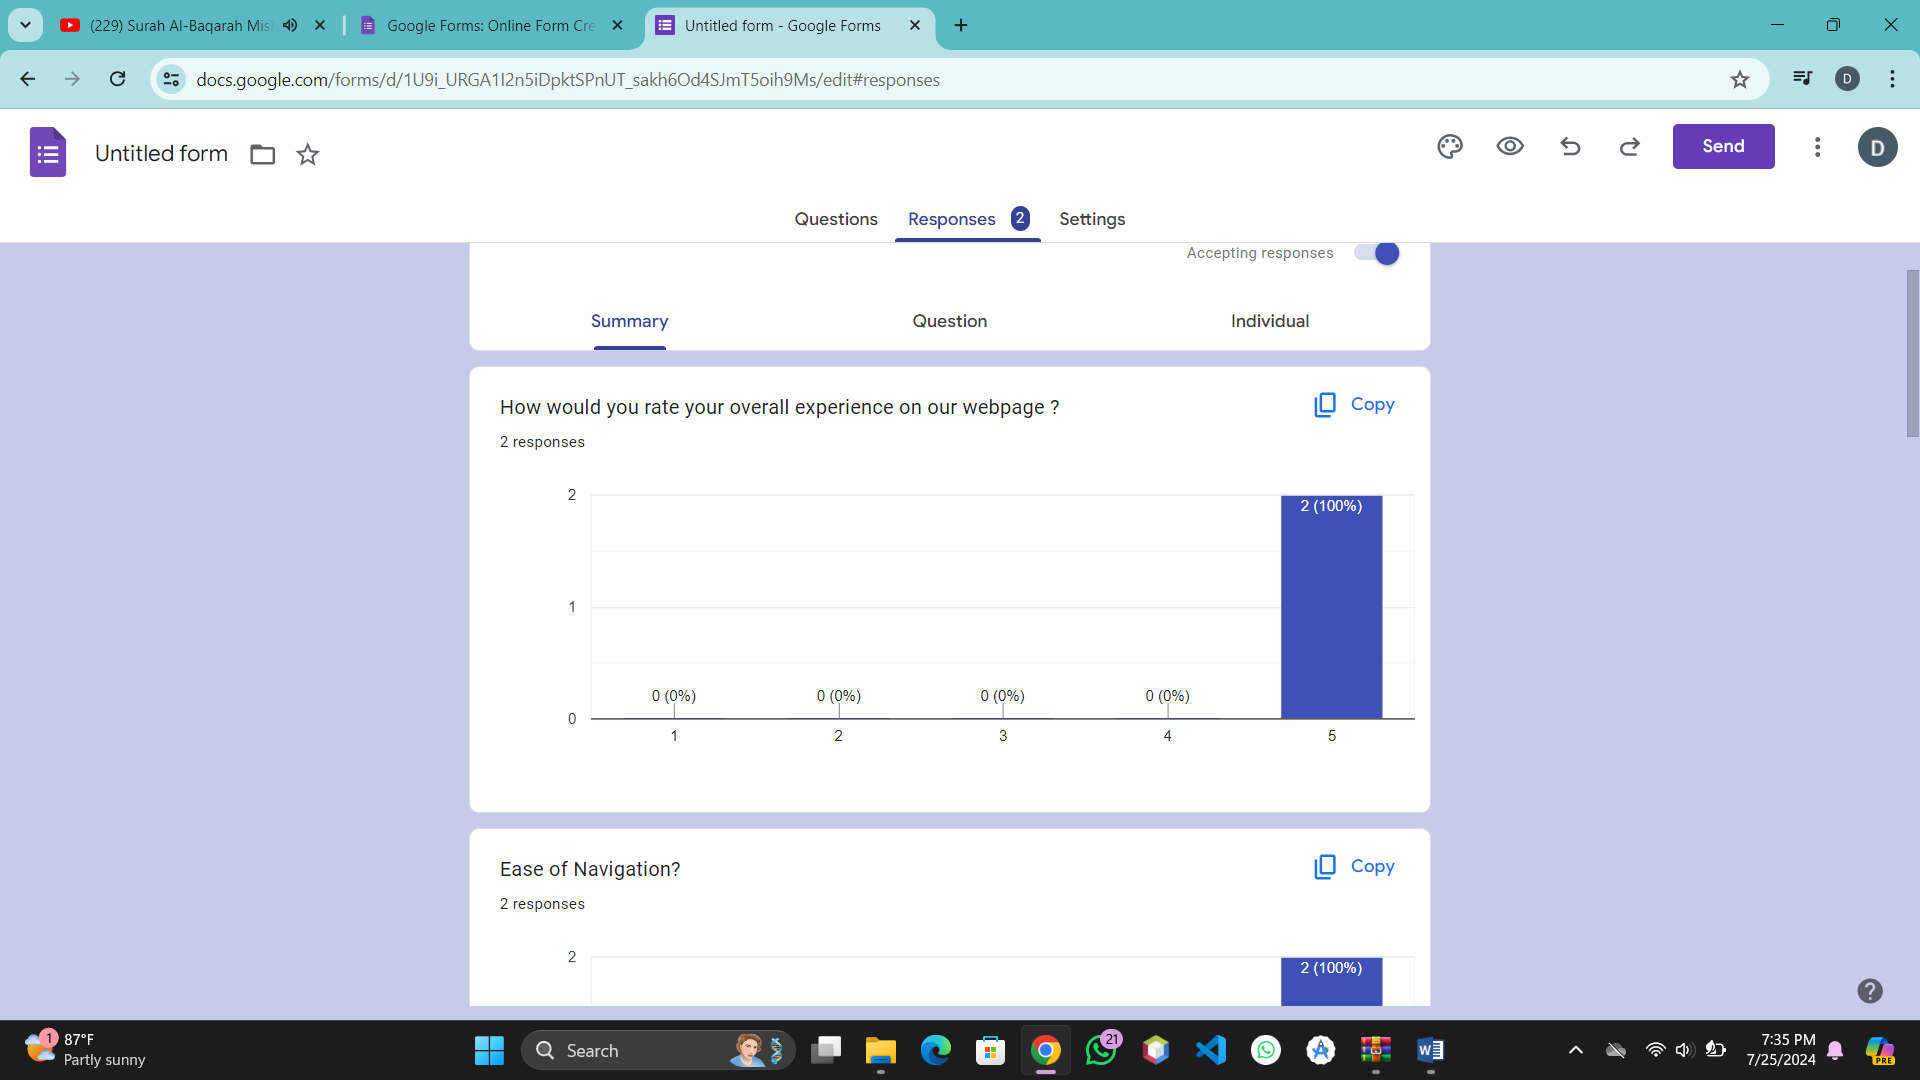 (229) Surah Al-Baqarah Mis
Google Forms: Online Form Cre
Untitled form - Google Forms
docs.google.com/forms/d/1U9i_URGA1I2n5iDpktSPnUT_sakh6Od4SJmT5oih9Ms/edit#responses
D
Untitled form
Send
D
Questions
Responses 2
Settings
Accepting responses
Summary
Question
Individual
How would you rate your overall experience on our webpage ?
Copy
2 responses
2
2 (100%)
1
0 (0%) 0 (0%) 0 (0%) 0 (0%)
0
1 2 3 4 5
Ease of Navigation?
Copy
2 responses
2
2 (100%)
1
87°F
Partly sunny
Search
21
W
PRE
7:35 PM
7/25/2024